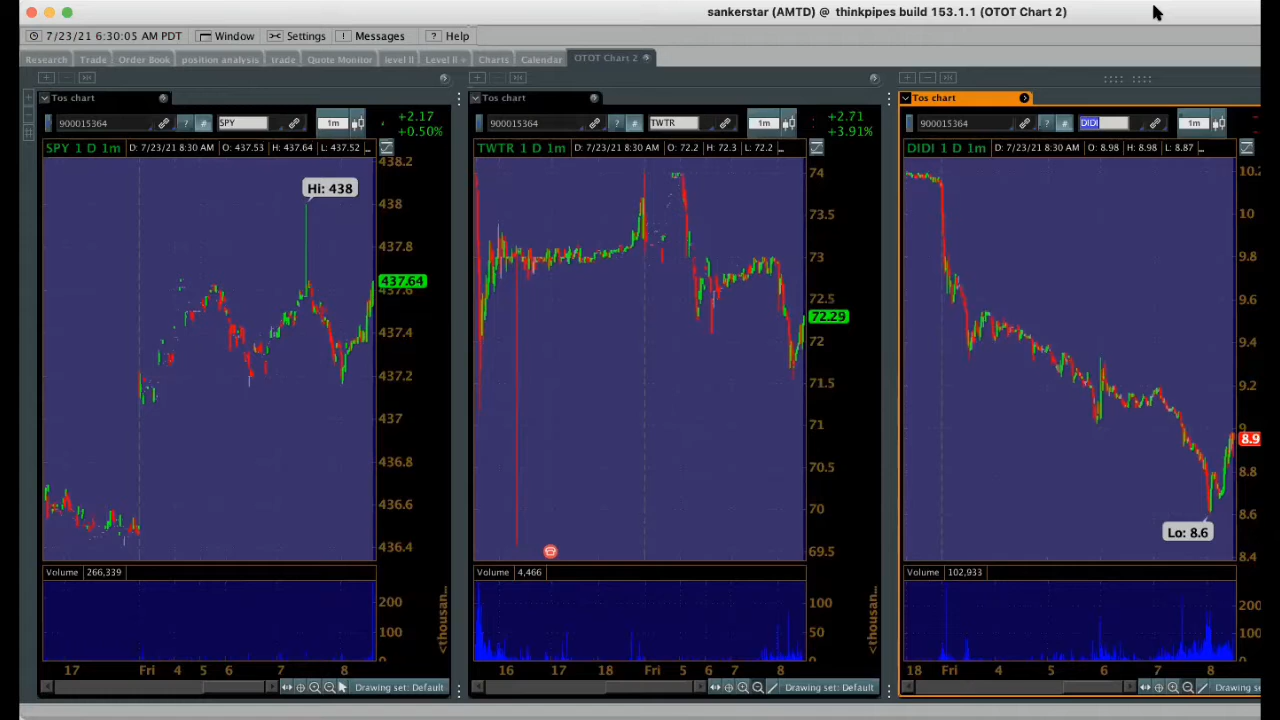 sankerstar (AMTD) @ thinkpipes build 153.1.1 (OTOT Chart 2)
7/23/21 6:30:05 AM PDT Window Settings ! Messages ? Help
Research Trade Order Book position analysis trade Quote Monitor level II Level II + Charts Calendar OTOT Chart 2
Tos chart
900015364 ? # SPY 1m +2.17
+0.50%
SPY 1 D 1m D: 7/23/21 8:30 AM O: 437.53 H: 437.64 L: 437.52 ...
438.2
Hi: 438
438
437.8
437.64
437.6
437.4
437.2
437
436.8
436.6
436.4
Volume 266,339
200
100
0
<thousan...
17 Fri 4 5 6 7 8
Drawing set: Default
Tos chart
900015364 ? # TWTR 1m +2.71
+3.91%
TWTR 1 D 1m D: 7/23/21 8:30 AM O: 72.2 H: 72.3 L: 72.2 ...
74
73.5
73
72.5
72.29
72
71.5
71
70.5
70
69.5
Volume 4,466
100
50
0
<thousan...
16 17 18 Fri 5 6 7 8
Drawing set: Default
Tos chart
900015364 ? # DIDI 1m
DIDI 1 D 1m D: 7/23/21 8:30 AM O: 8.98 H: 8.98 L: 8.87 ...
10.2
10
9.8
9.6
9.4
9.2
9
8.9
8.8
8.6
Lo: 8.6
8.4
Volume 102,933
200
100
0
18 Fri 4 5 6 7 8
Drawing set: De